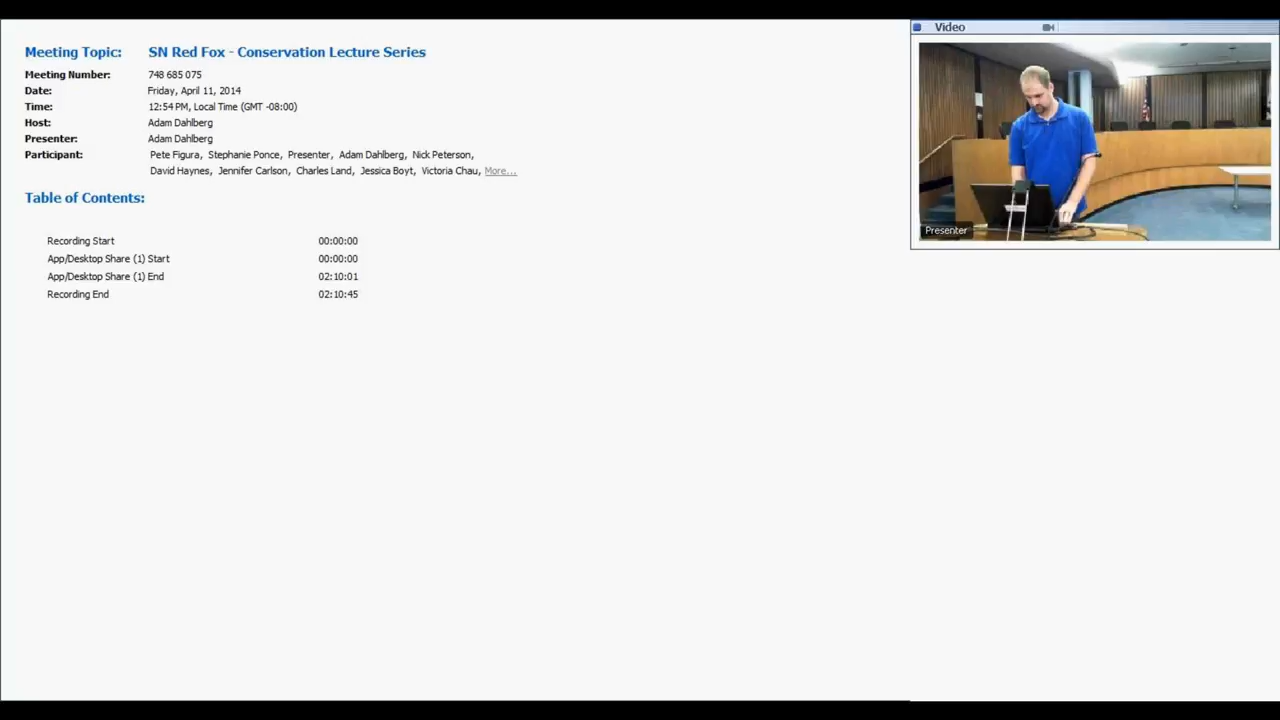 Meeting Topic: SN Red Fox - Conservation Lecture Series
Meeting Number: 748 685 075
Date: Friday, April 11, 2014
Time: 12:54 PM, Local Time (GMT -08:00)
Host: Adam Dahlberg
Presenter: Adam Dahlberg
Participant: Pete Figura, Stephanie Ponce, Presenter, Adam Dahlberg, Nick Peterson,
David Haynes, Jennifer Carlson, Charles Land, Jessica Boyt, Victoria Chau, More...
Table of Contents:
Recording Start 00:00:00
App/Desktop Share (1) Start 00:00:00
App/Desktop Share (1) End 02:10:01
Recording End 02:10:45
Video
Presenter